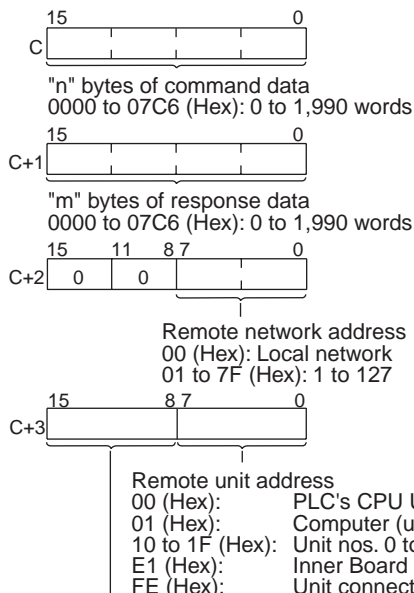 15 0
C
"n" bytes of command data
0000 to 07C6 (Hex): 0 to 1,990 words
15 0
C+1
"m" bytes of response data
0000 to 07C6 (Hex): 0 to 1,990 words
15 11 8 7 0
C+2 0 0
Remote network address
00 (Hex): Local network
01 to 7F (Hex): 1 to 127
15 8 7 0
C+3
Remote unit address
00 (Hex): PLC's CPU
01 (Hex): Computer
10 to 1F (Hex): Unit nos. 0
E1 (Hex): Inner Board
FE (Hex): Unit